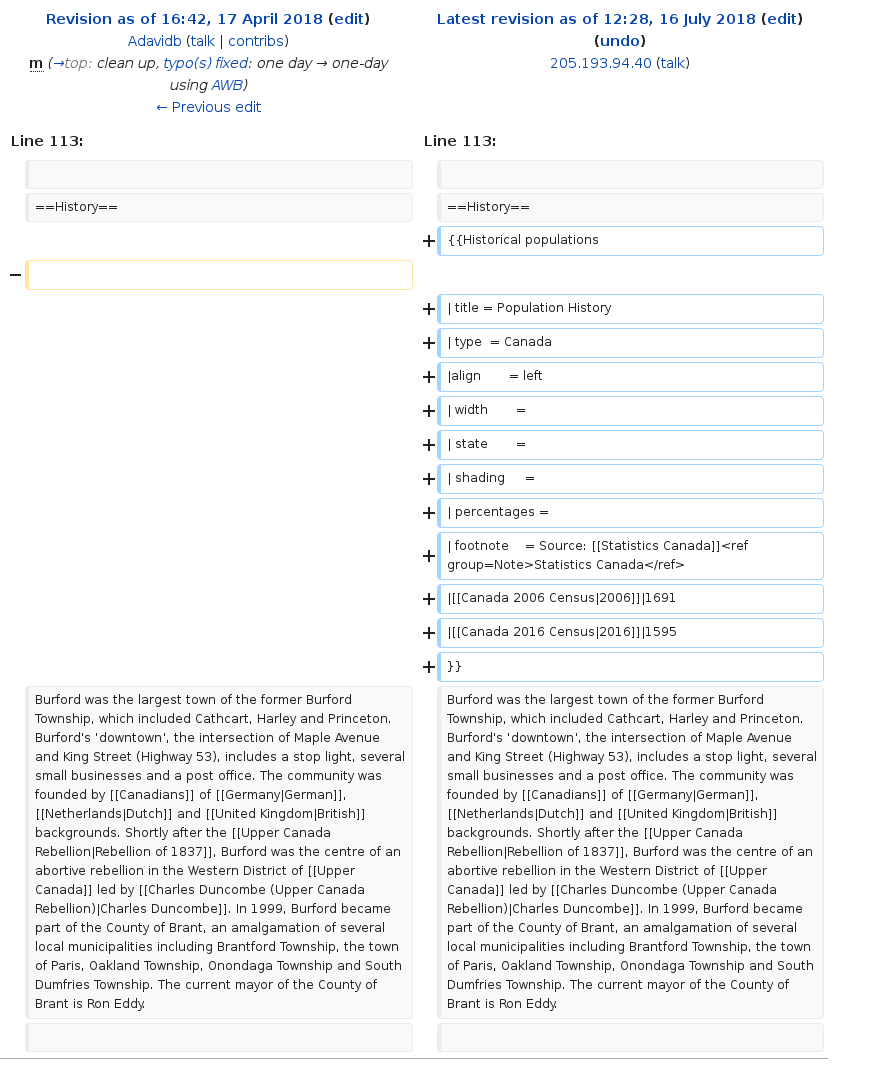 Revision as of 16:42, 17 April 2018 (edit)
Adavidb (talk | contribs)
m (→top: clean up, typo(s) fixed: one day → one-day
using AWB)
← Previous edit
Latest revision as of 12:28, 16 July 2018 (edit)
(undo)
205.193.94.40 (talk)
Line 113:
Line 113:
==History==
==History==
+ {{Historical populations
−
+ | title = Population History
+ | type  = Canada
+ |align       = left
+ | width       =
+ | state       =
+ | shading     =
+ | percentages =
+ | footnote    = Source: [[Statistics Canada]]<ref
group=Note>Statistics Canada</ref>
+ |[[Canada 2006 Census|2006]]|1691
+ |[[Canada 2016 Census|2016]]|1595
+ }}
Burford was the largest town of the former Burford
Township, which included Cathcart, Harley and Princeton.
Burford's 'downtown', the intersection of Maple Avenue
and King Street (Highway 53), includes a stop light, several
small businesses and a post office. The community was
founded by [[Canadians]] of [[Germany|German]],
[[Netherlands|Dutch]] and [[United Kingdom|British]]
backgrounds. Shortly after the [[Upper Canada
Rebellion|Rebellion of 1837]], Burford was the centre of an
abortive rebellion in the Western District of [[Upper
Canada]] led by [[Charles Duncombe (Upper Canada
Rebellion)|Charles Duncombe]]. In 1999, Burford became
part of the County of Brant, an amalgamation of several
local municipalities including Brantford Township, the town
of Paris, Oakland Township, Onondaga Township and South
Dumfries Township. The current mayor of the County of
Brant is Ron Eddy.
Burford was the largest town of the former Burford
Township, which included Cathcart, Harley and Princeton.
Burford's 'downtown', the intersection of Maple Avenue
and King Street (Highway 53), includes a stop light, several
small businesses and a post office. The community was
founded by [[Canadians]] of [[Germany|German]],
[[Netherlands|Dutch]] and [[United Kingdom|British]]
backgrounds. Shortly after the [[Upper Canada
Rebellion|Rebellion of 1837]], Burford was the centre of an
abortive rebellion in the Western District of [[Upper
Canada]] led by [[Charles Duncombe (Upper Canada
Rebellion)|Charles Duncombe]]. In 1999, Burford became
part of the County of Brant, an amalgamation of several
local municipalities including Brantford Township, the town
of Paris, Oakland Township, Onondaga Township and South
Dumfries Township. The current mayor of the County of
Brant is Ron Eddy.